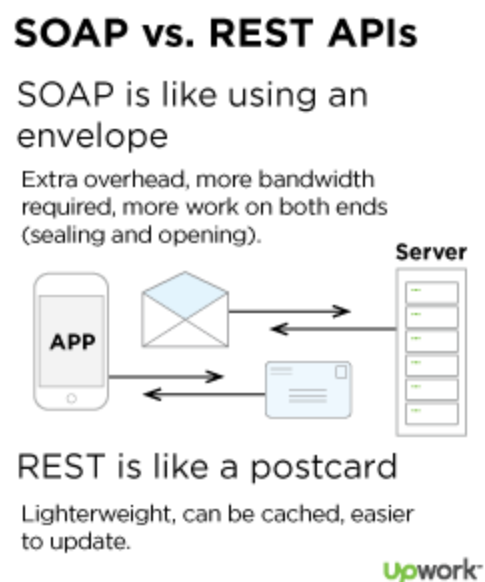 SOAP vs. REST APIs
SOAP is like using an
envelope
Extra overhead, more bandwidth
required, more work on both ends
(sealing and opening).
Server
APP
REST is like a postcard
Lighterweight, can be cached, easier
to update.
Upwork™